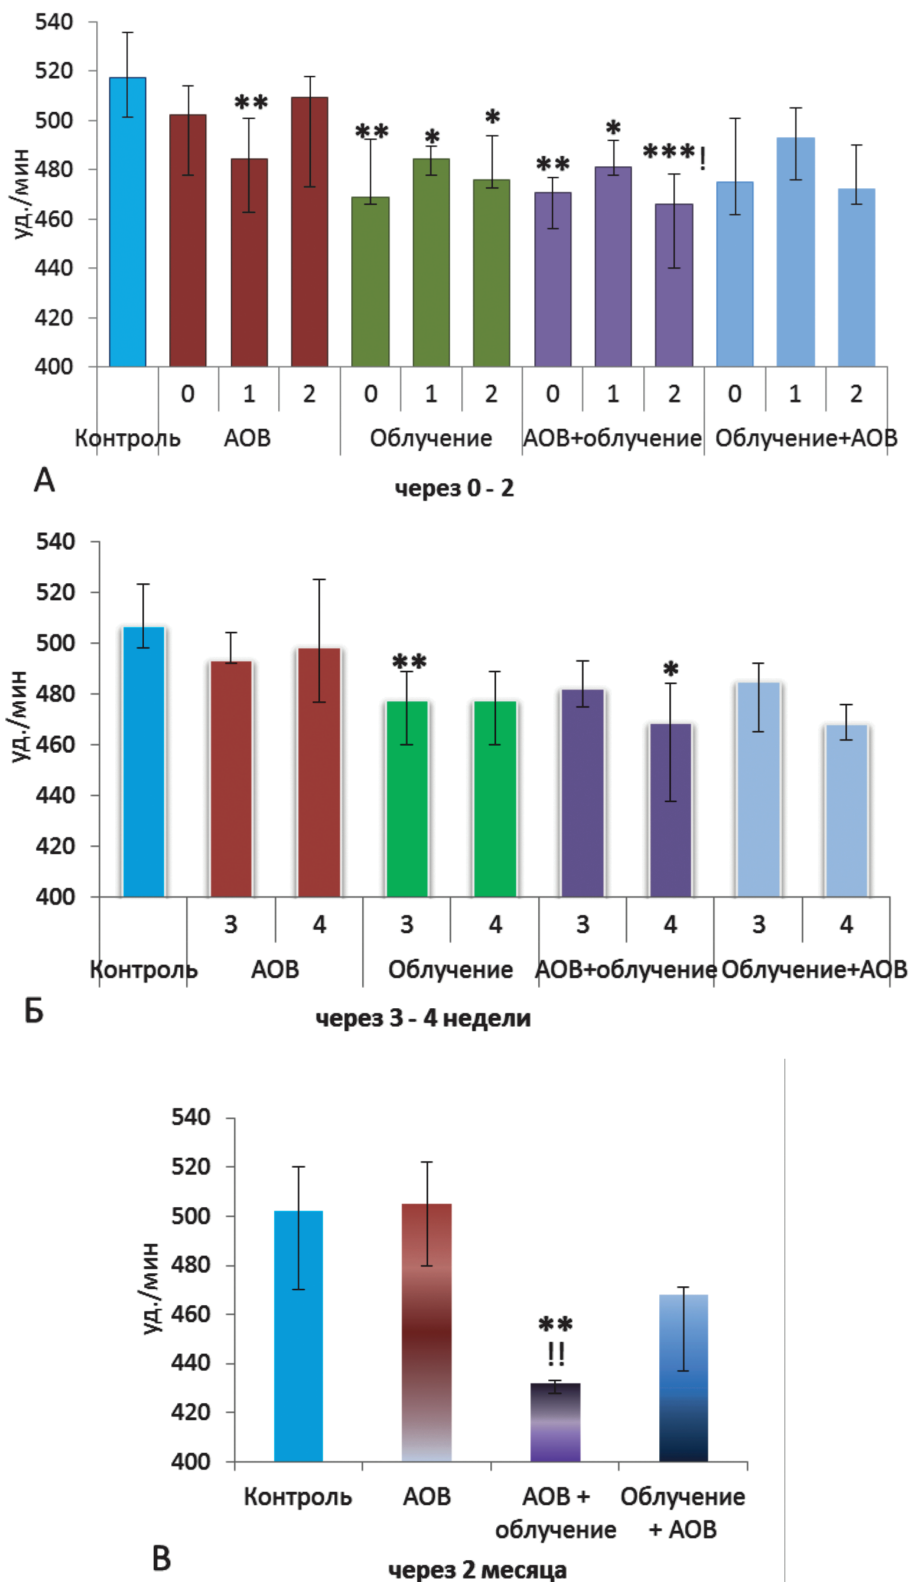 540
520
500
480
460
440
420
400
уд./мин
**
**
*
*
**
*
***!
0 1 2 0 1 2 0 1 2 0 1 2
Контроль АОВ Облучение АОВ+облучение Облучение+АОВ
А
через 0 - 2
540
520
500
480
460
440
420
400
уд./мин
**
*
3 4 3 4 3 4 3 4
Контроль АОВ Облучение АОВ+облучение Облучение+АОВ
Б
через 3 - 4 недели
540
520
500
480
460
440
420
400
уд./мин
**
!!
Контроль АОВ АОВ + Облучение
облучение + АОВ
В
через 2 месяца